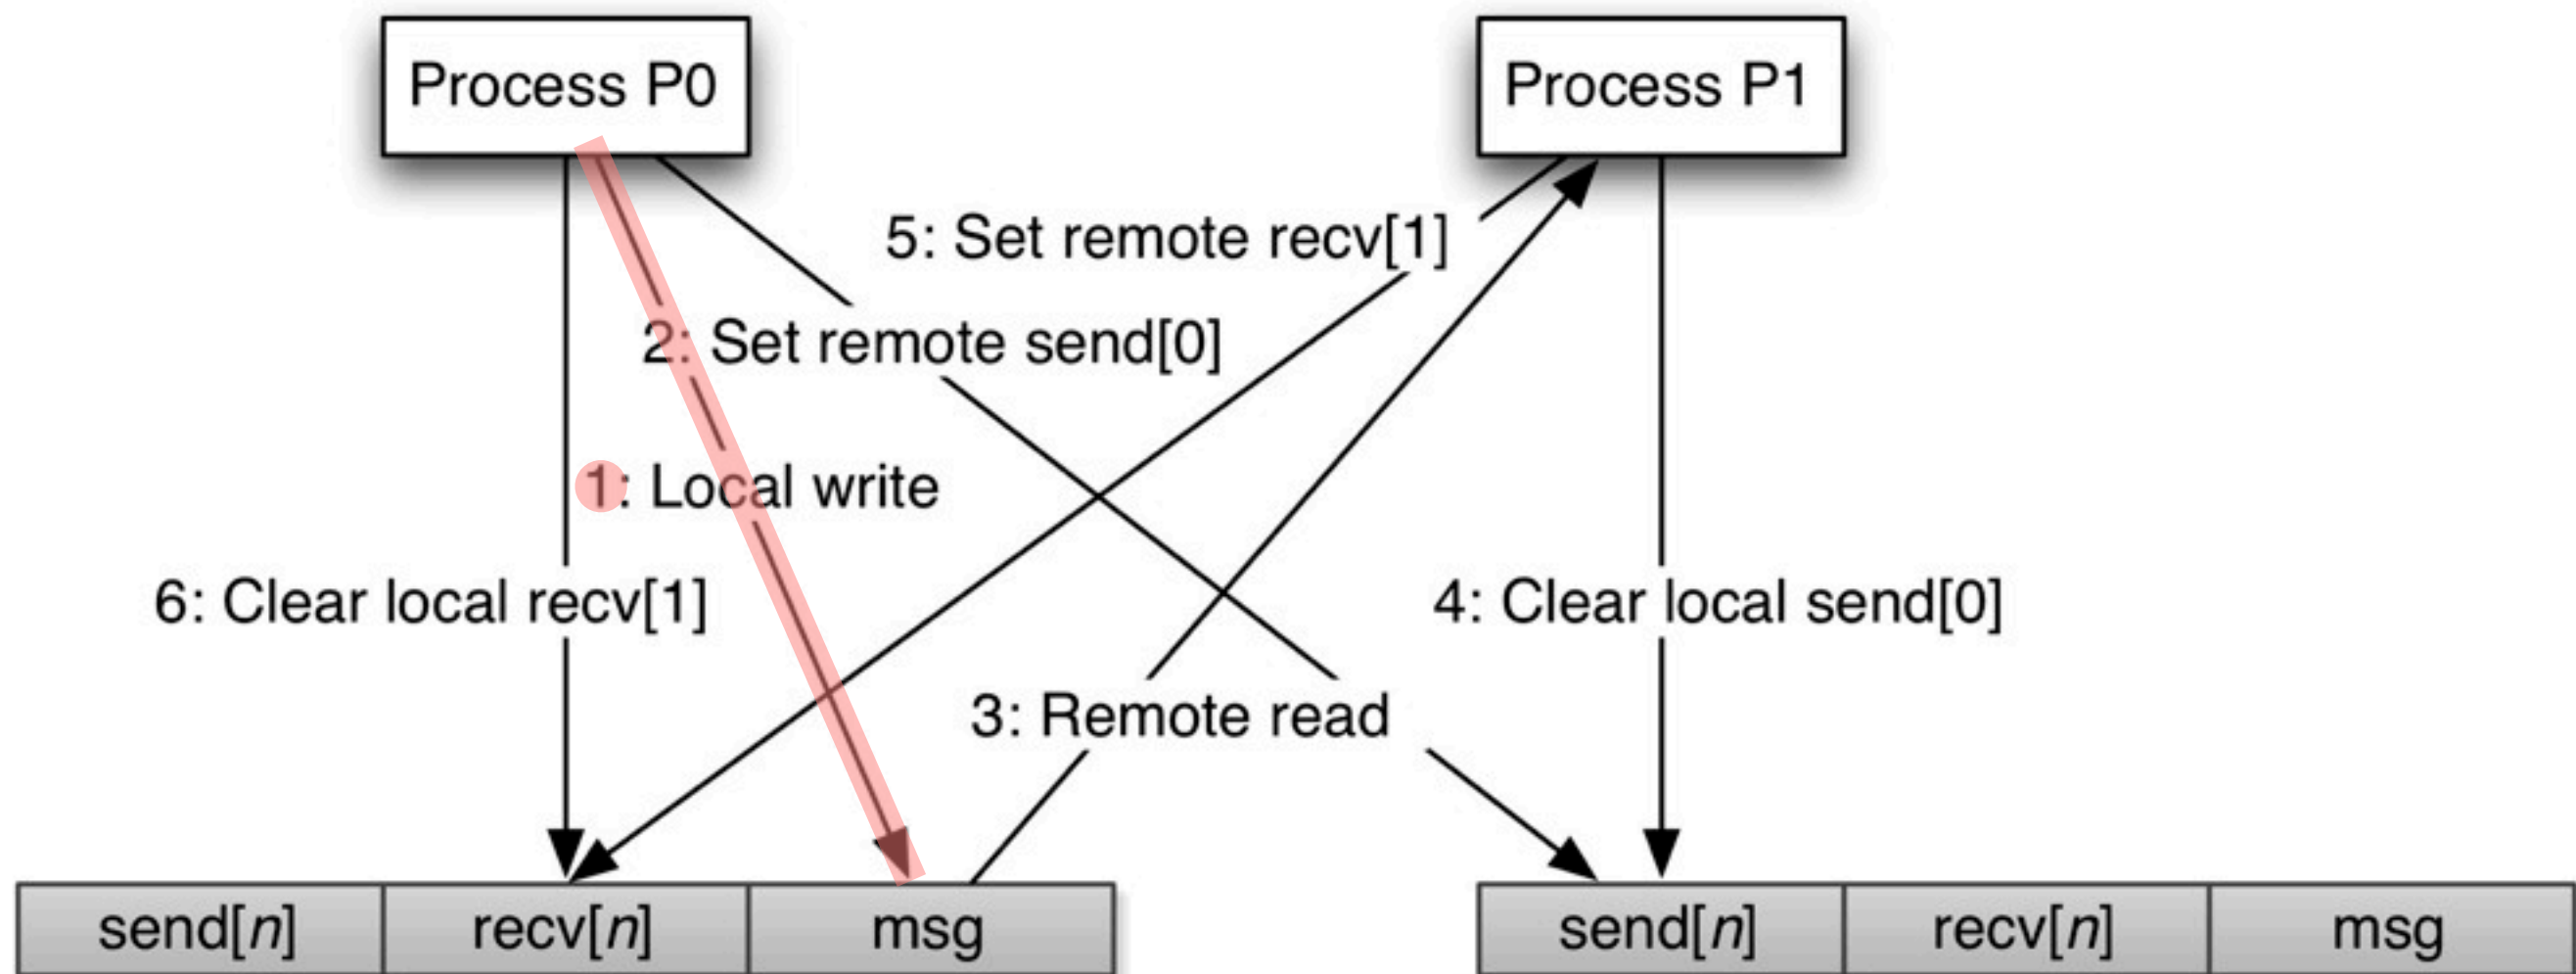 Process P0
Process P1
5: Set remote recv[1]
2: Set remote send[0]
1: Local write
6: Clear local recv[1]
4: Clear local send[0]
3: Remote read
send[n] recv[n] msg
send[n] recv[n] msg